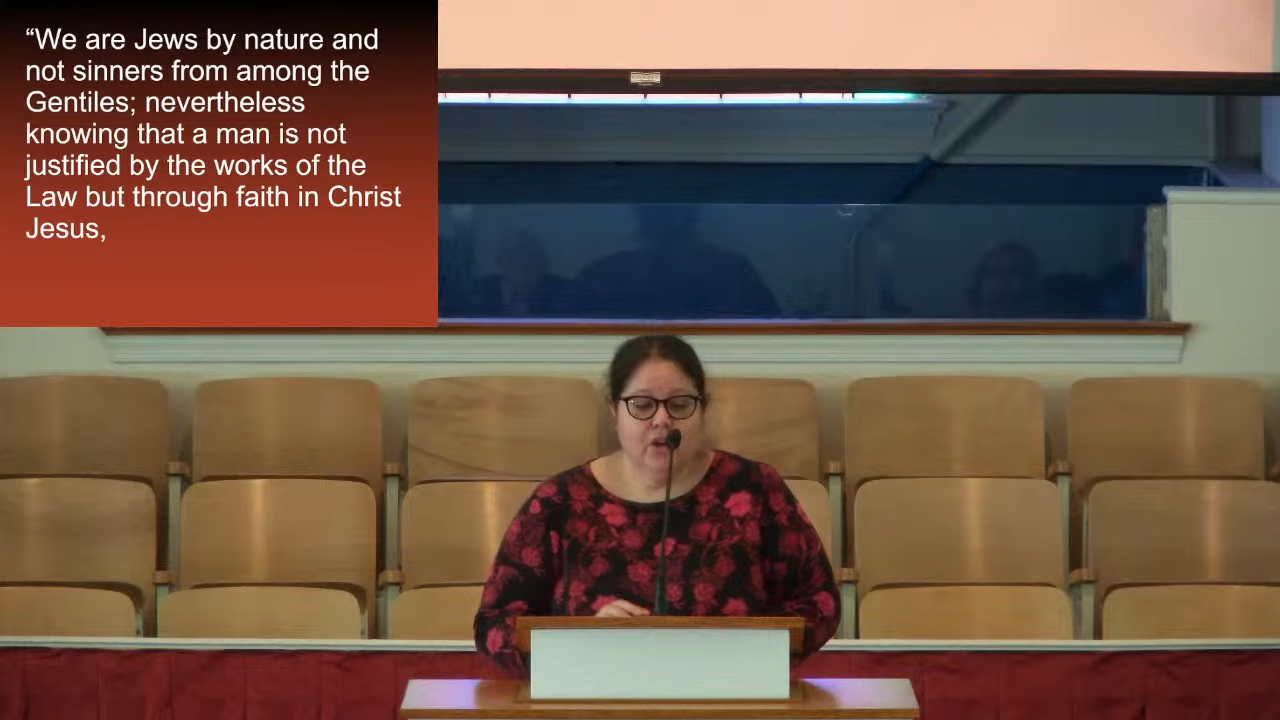 “We are Jews by nature and
not sinners from among the
Gentiles; nevertheless
knowing that a man is not
justified by the works of the
Law but through faith in Christ
Jesus,